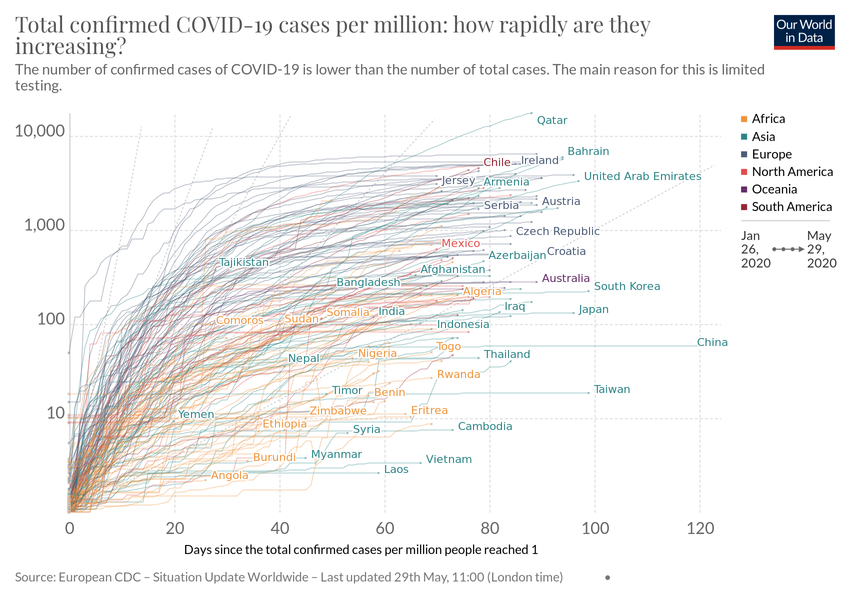 Total confirmed COVID-19 cases per million: how rapidly are they
increasing?
Our World
in Data
The number of confirmed cases of COVID-19 is lower than the number of total cases. The main reason for this is limited
testing.
Qatar
Africa
10,000
Asia
Bahrain
Europe
Chile
Ireland
North America
United Arab Emirates
Jersey
Armenia
Oceania
Serbia
Austria
South America
1,000
Czech Republic
Jan
26,
2020
May
29,
2020
Mexico
Croatia
Azerbaijan
Tajikistan
Afghanistan
Australia
Bangladesh
South Korea
Algeria
Iraq
Japan
Somalia
India
Comoros
Sudan
100
Indonesia
China
Togo
Nigeria
Thailand
Nepal
Rwanda
Timor
Benin
Taiwan
10
Yemen
Zimbabwe
Eritrea
Ethiopia
Syria
Cambodia
Burundi
Myanmar
Vietnam
Laos
Angola
0
20
40
60
80
100
120
Days since the total confirmed cases per million people reached 1
Source: European CDC – Situation Update Worldwide – Last updated 29th May, 11:00 (London time)